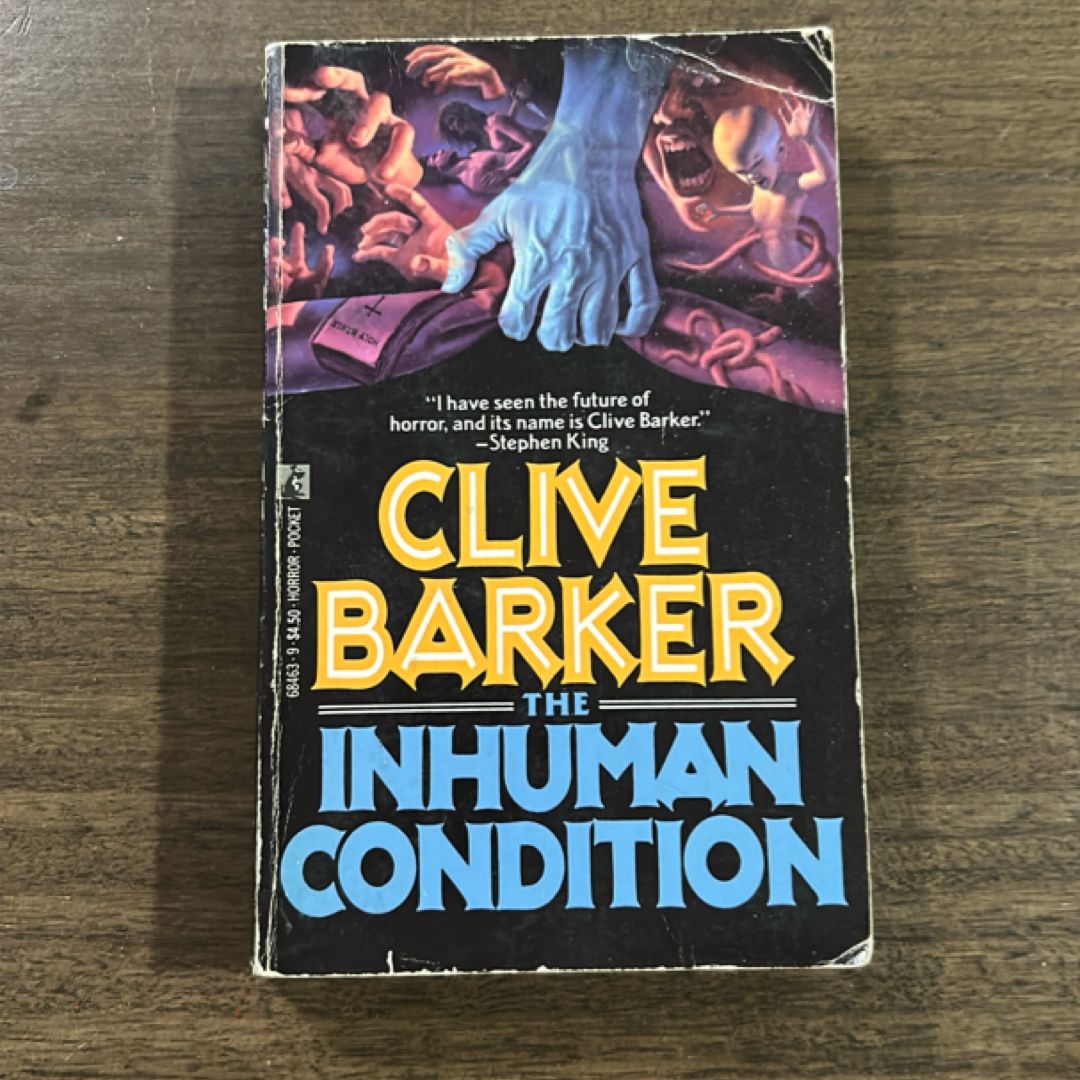 "I have seen the future of
horror, and its name is Clive Barker."
—Stephen King
CLIVE
BARKER
THE
INHUMAN
CONDITION
68463·9·$4.50·HORROR·POCKET